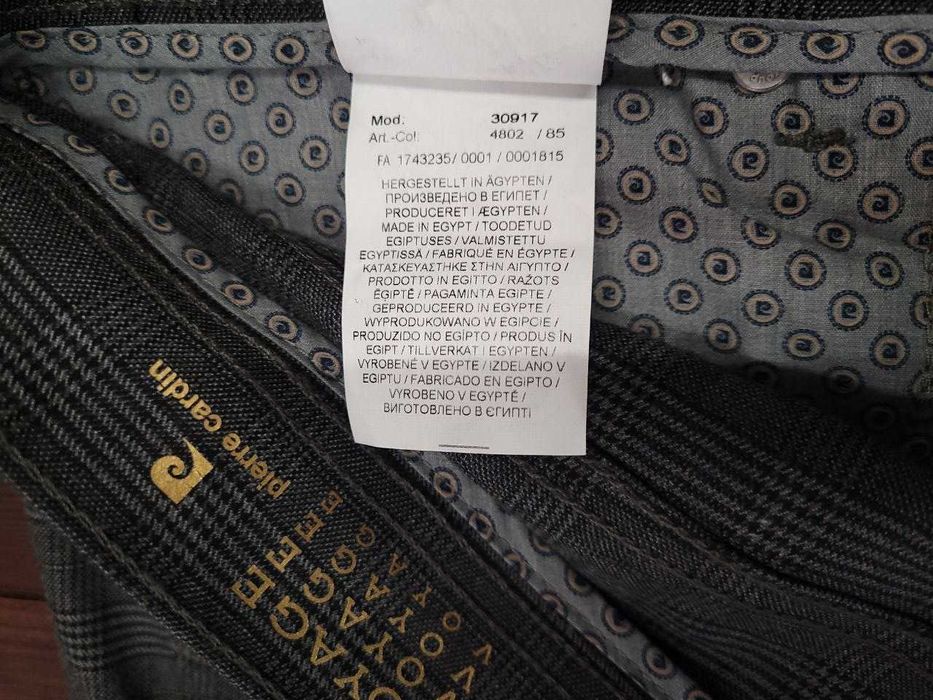 Mod: 30917
Art.-Col: 4802 / 85
FA 1743235/ 0001 / 0001815
HERGESTELLT IN ÄGYPTEN /
ПРОИЗВЕДЕНО В ЕГИПЕТ /
PRODUCERET I ÆGYPTEN /
MADE IN EGYPT / TOODETUD
EGIPTUSES / VALMISTETTU
EGYPTISSÄ / FABRIQUÉ EN ÉGYPTE /
ΚΑΤΑΣΚΕΥΑΣΤΗΚΕ ΣΤΗΝ ΑΙΓΥΠΤΟ /
PRODOTTO IN EGITTO / RAŽOTS
ĒĢIPTĒ / PAGAMINTA EGIPTE /
GEPRODUCEERD IN EGYPTE /
WYPRODUKOWANO W EGIPCIE /
PRODUZIDO NO EGIPTO / PRODUS ÎN
EGIPT / TILLVERKAT I EGYPTEN /
VYROBENÉ V EGYPTE / IZDELANO V
EGIPTU / FABRICADO EN EGIPTO /
VYROBENO V EGYPTĚ /
ВИГОТОВЛЕНО В ЄГИПТІ
pierre cardin
pierre cardin
VOYAGE